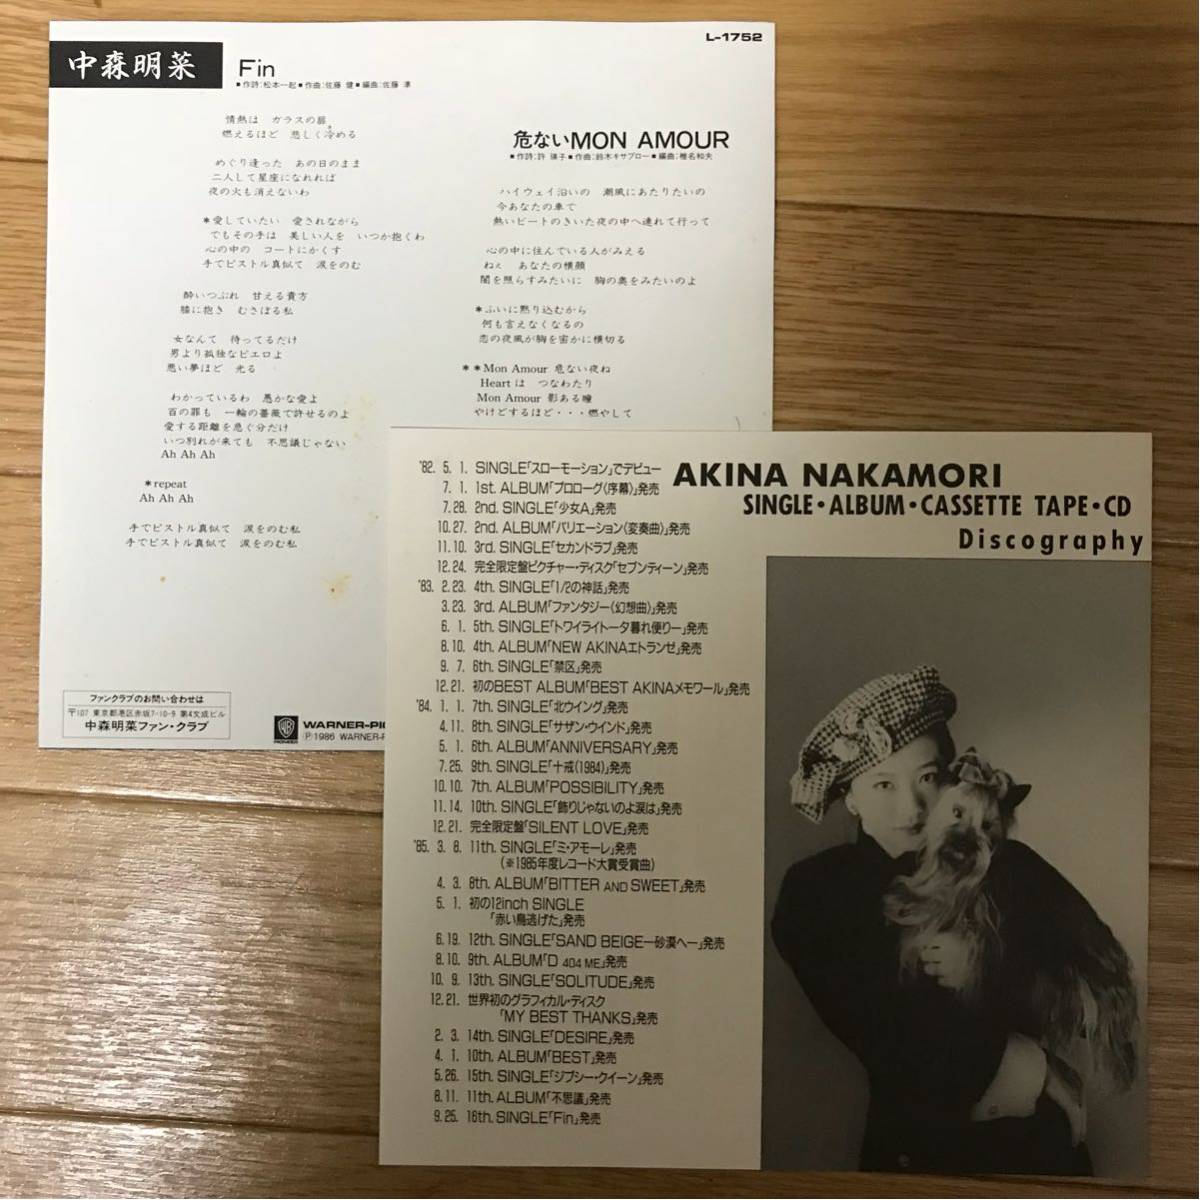 中森明菜
L-1752
Fin
■作詩:松本一起■作曲:佐藤 健■編曲:佐藤 準
情熱は ガラスの扉
燃えるほど 悲しく冷める
めぐり逢った あの日のまま
二人して星座になれれば
夜の火も消えないわ
＊愛していたい 愛されながら
でもその手は 美しい人を いつか抱くわ
心の中の コートにかくす
手でピストル真似て 涙をのむ
酔いつぶれ 甘える貴方
膝に抱き むさぼる私
女なんて 待ってるだけ
男より孤独なピエロよ
悪い夢ほど 光る
わかっているわ 愚かな愛よ
百の罪も 一輪の薔薇で許せるのよ
愛する距離を急ぐ分だけ
いつ別れが来ても 不思議じゃない
Ah Ah Ah
＊repeat
Ah Ah Ah
手でピストル真似て 涙をのむ私
手でピストル真似て 涙をのむ私
危ないMON AMOUR
■作詩:許 瑛子■作曲:鈴木キサブロー■編曲:椎名和夫
ハイウェイ沿いの 潮風にあたりたいの
今あなたの車で
熱いビートのきいた夜の中へ連れて行って
心の中に住んでいる人がみえる
ねぇ あなたの横顔
闇を照らすみたいに 胸の奥をみたいのよ
＊ふいに黙り込むから
何も言えなくなるの
恋の夜風が胸を密かに横切る
＊＊Mon Amour 危ない夜ね
Heart は つなわたり
Mon Amour 影ある瞳
やけどするほど・・・燃やして
ファンクラブのお問い合わせは
〒107 東京都港区赤坂7-10-9 第4文成ビル
中森明菜ファン・クラブ
WB
PIONEER
WARNER-PIO
Ⓟ1986 WARNER-P
AKINA NAKAMORI
SINGLE・ALBUM・CASSETTE TAPE・CD
Discography
'82. 5. 1. SINGLE「スローモーション」でデビュー
7. 1. 1st. ALBUM「プロローグ〈序幕〉」発売
7.28. 2nd. SINGLE「少女A」発売
10.27. 2nd. ALBUM「バリエーション〈変奏曲〉」発売
11.10. 3rd. SINGLE「セカンドラブ」発売
12.24. 完全限定盤ピクチャー・ディスク「セブンティーン」発売
'83. 2.23. 4th. SINGLE「1/2の神話」発売
3.23. 3rd. ALBUM「ファンタジー〈幻想曲〉」発売
6. 1. 5th. SINGLE「トワイライトー夕暮れ便りー」発売
8.10. 4th. ALBUM「NEW AKINAエトランゼ」発売
9. 7. 6th. SINGLE「禁区」発売
12.21. 初のBEST ALBUM「BEST AKINAメモワール」発売
'84. 1. 1. 7th. SINGLE「北ウイング」発売
4.11. 8th. SINGLE「サザン・ウインド」発売
5. 1. 6th. ALBUM「ANNIVERSARY」発売
7.25. 9th. SINGLE「十戒(1984)」発売
10.10. 7th. ALBUM「POSSIBILITY」発売
11.14. 10th. SINGLE「飾りじゃないのよ涙は」発売
12.21. 完全限定盤「SILENT LOVE」発売
'85. 3. 8. 11th. SINGLE「ミ・アモーレ」発売
(※1985年度レコード大賞受賞曲)
4. 3. 8th. ALBUM「BITTER AND SWEET」発売
5. 1. 初の12inch SINGLE
「赤い鳥逃げた」発売
6.19. 12th. SINGLE「SAND BEIGEー砂漠へー」発売
8.10. 9th. ALBUM「D 404 ME」発売
10. 9. 13th. SINGLE「SOLITUDE」発売
12.21. 世界初のグラフィカル・ディスク
「MY BEST THANKS」発売
2. 3. 14th. SINGLE「DESIRE」発売
4. 1. 10th. ALBUM「BEST」発売
5.26. 15th. SINGLE「ジプシー・クイーン」発売
8.11. 11th. ALBUM「不思議」発売
9.25. 16th. SINGLE「Fin」発売